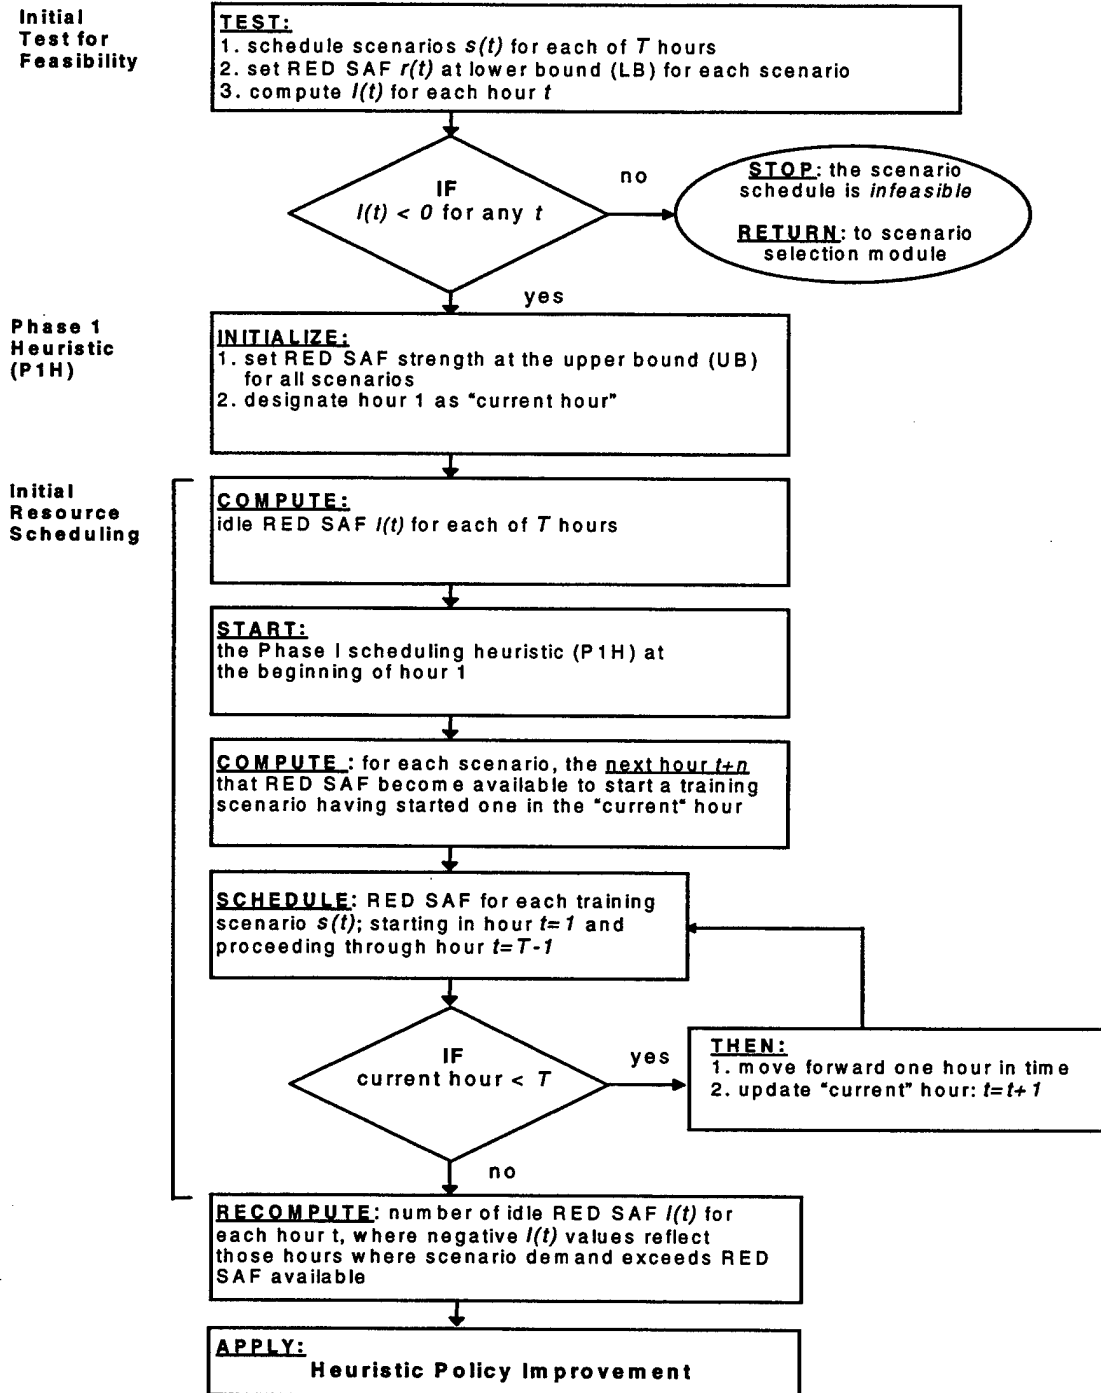 Initial
Test for
Feasibility
TEST:
1. schedule scenarios s(t) for each of T hours
2. set RED SAF r(t) at lower bound (LB) for each scenario
3. compute I(t) for each hour t
IF
I(t) < 0 for any t
no
STOP: the scenario
schedule is infeasible
RETURN: to scenario
selection module
yes
Phase 1
Heuristic
(P1H)
INITIALIZE:
1. set RED SAF strength at the upper bound (UB)
for all scenarios
2. designate hour 1 as "current hour"
Initial
Resource
Scheduling
COMPUTE:
idle RED SAF I(t) for each of T hours
START:
the Phase I scheduling heuristic (P1H) at
the beginning of hour 1
COMPUTE : for each scenario, the next hour t+n
that RED SAF become available to start a training
scenario having started one in the "current" hour
SCHEDULE: RED SAF for each training
scenario s(t); starting in hour t=1 and
proceeding through hour t=T-1
IF
current hour < T
yes
THEN:
1. move forward one hour in time
2. update "current" hour: t=t+1
no
RECOMPUTE: number of idle RED SAF I(t) for
each hour t, where negative I(t) values reflect
those hours where scenario demand exceeds RED
SAF available
APPLY:
Heuristic Policy Improvement